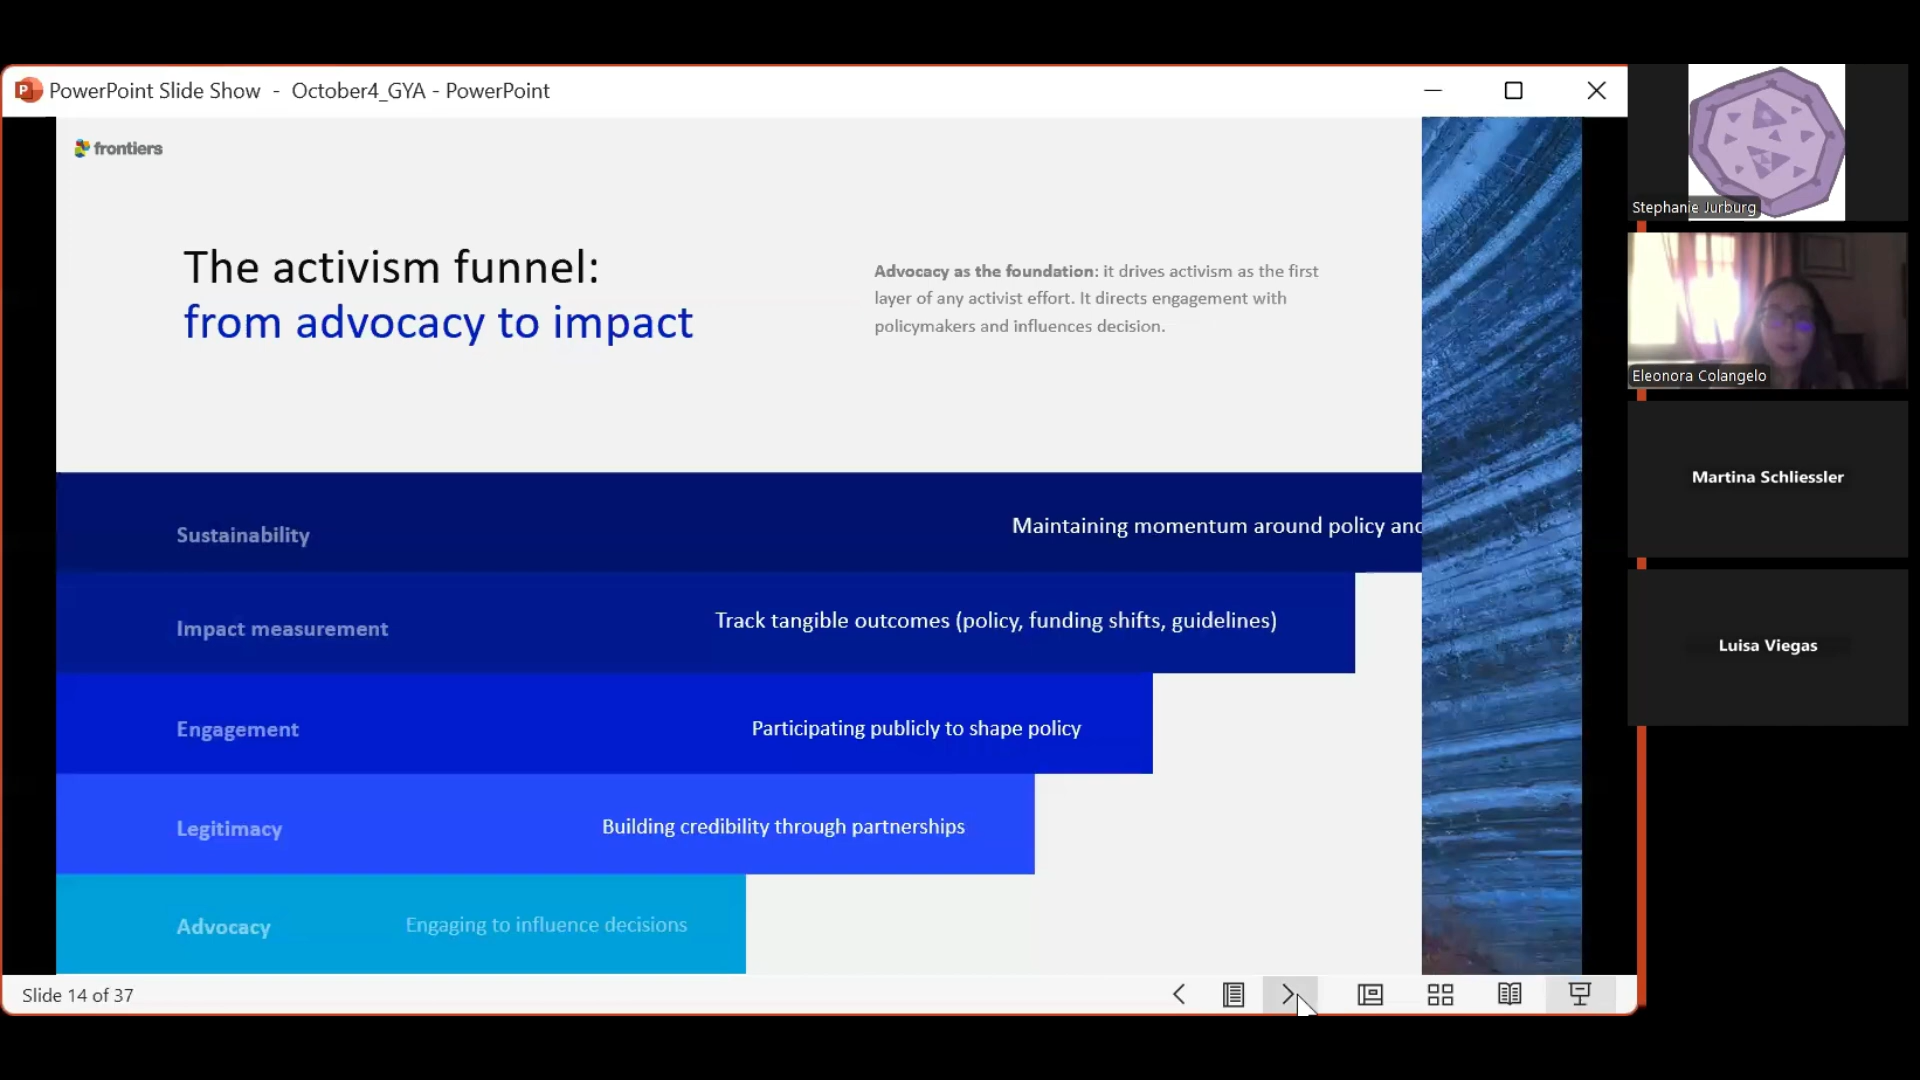 PowerPoint Slide Show - October4_GYA - PowerPoint
frontiers
The activism funnel:
from advocacy to impact
Advocacy as the foundation: it drives activism as the first
layer of any activist effort. It directs engagement with
policymakers and influences decision.
Sustainability
Maintaining momentum around policy and
Impact measurement
Track tangible outcomes (policy, funding shifts, guidelines)
Engagement
Participating publicly to shape policy
Legitimacy
Building credibility through partnerships
Advocacy
Engaging to influence decisions
Slide 14 of 37
Stephanie Jurburg
Eleonora Colangelo
Martina Schliessler
Luisa Viegas